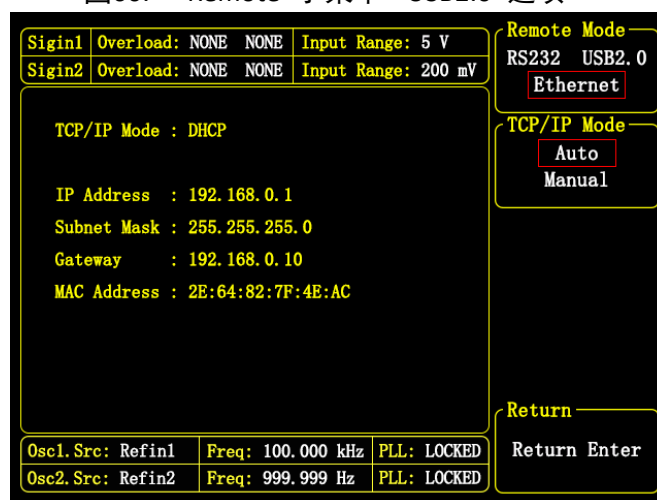 Sigin1 Overload: NONE NONE Input Range: 5 V
Sigin2 Overload: NONE NONE Input Range: 200 mV
TCP/IP Mode : DHCP
IP Address : 192.168.0.1
Subnet Mask : 255.255.255.0
Gateway : 192.168.0.10
MAC Address : 2E:64:82:7F:4E:AC
Osc1.Src: Refin1 Freq: 100.000 kHz PLL: LOCKED
Osc2.Src: Refin2 Freq: 999.999 Hz PLL: LOCKED
Remote Mode
RS232 USB2.0
Ethernet
TCP/IP Mode
Auto
Manual
Return
Return Enter